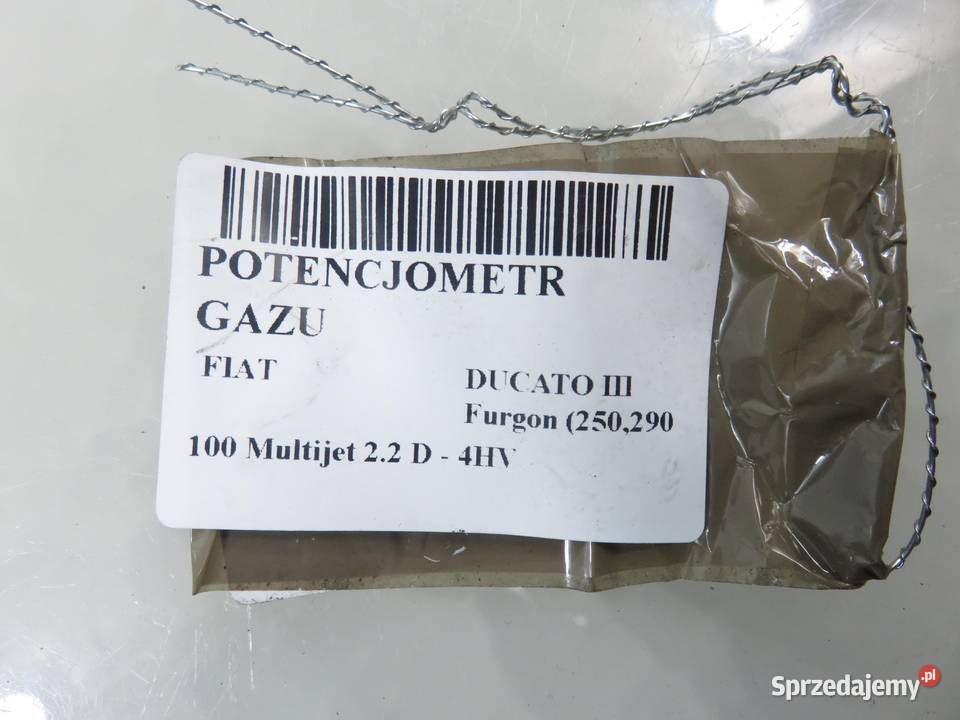 POTENCJOMETR
GAZU
FIAT
DUCATO III
Furgon (250,290
100 Multijet 2.2 D - 4HV
Sprzedajemy.pl